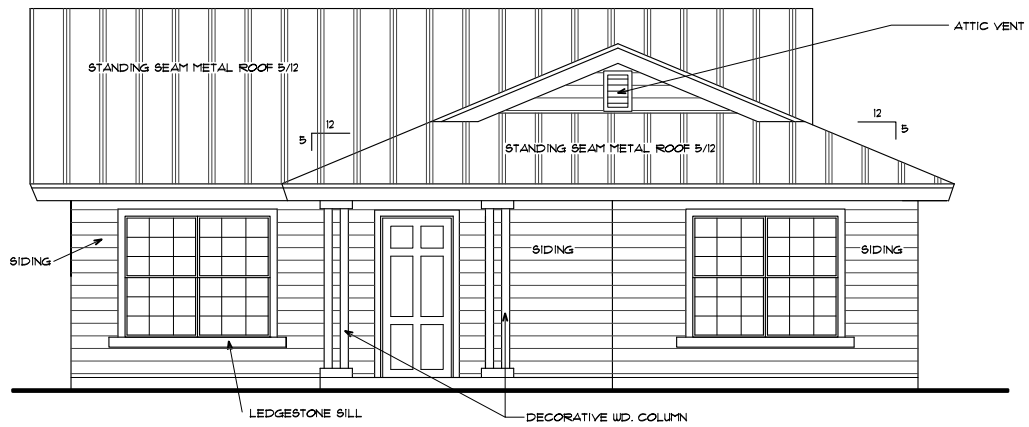 ATTIC VENT
STANDING SEAM METAL ROOF 5/12
12
5
12
5
STANDING SEAM METAL ROOF 5/12
SIDING
SIDING
SIDING
LEDGESTONE SILL
DECORATIVE WD. COLUMN